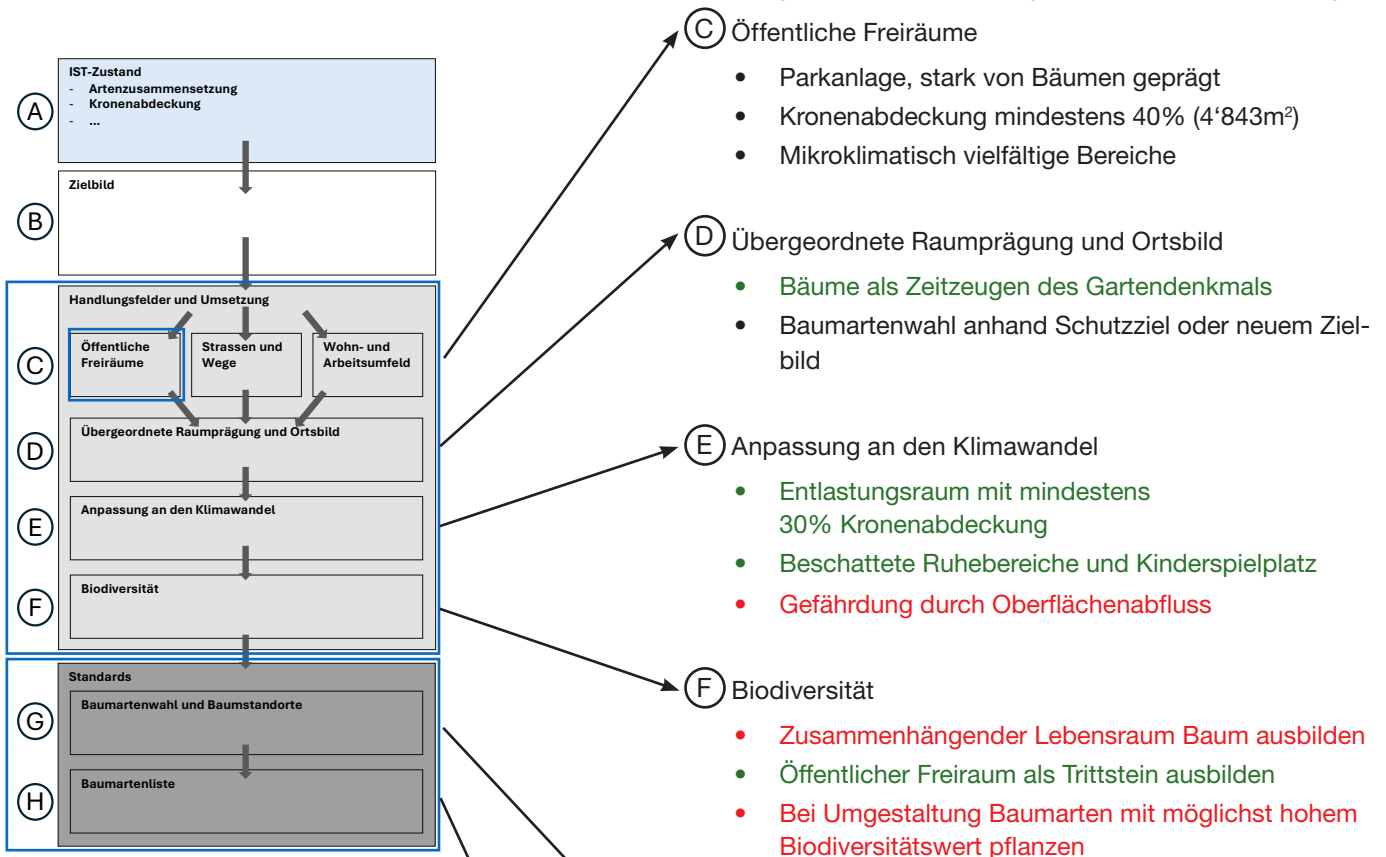 A
IST-Zustand
- Artenzusammensetzung
- Kronenabdeckung
- ...
B
Zielbild
Handlungsfelder und Umsetzung
C
Öffentliche
Freiräume
Strassen und
Wege
Wohn- und
Arbeitsumfeld
D
Übergeordnete Raumprägung und Ortsbild
E
Anpassung an den Klimawandel
F
Biodiversität
Standards
G
Baumartenwahl und Baumstandorte
H
Baumartenliste
C Öffentliche Freiräume
• Parkanlage, stark von Bäumen geprägt
• Kronenabdeckung mindestens 40% (4‘843m²)
• Mikroklimatisch vielfältige Bereiche
D Übergeordnete Raumprägung und Ortsbild
• Bäume als Zeitzeugen des Gartendenkmals
• Baumartenwahl anhand Schutzziel oder neuem Ziel-
bild
E Anpassung an den Klimawandel
• Entlastungsraum mit mindestens
30% Kronenabdeckung
• Beschattete Ruhebereiche und Kinderspielplatz
• Gefährdung durch Oberflächenabfluss
F Biodiversität
• Zusammenhängender Lebensraum Baum ausbilden
• Öffentlicher Freiraum als Trittstein ausbilden
• Bei Umgestaltung Baumarten mit möglichst hohem
Biodiversitätswert pflanzen